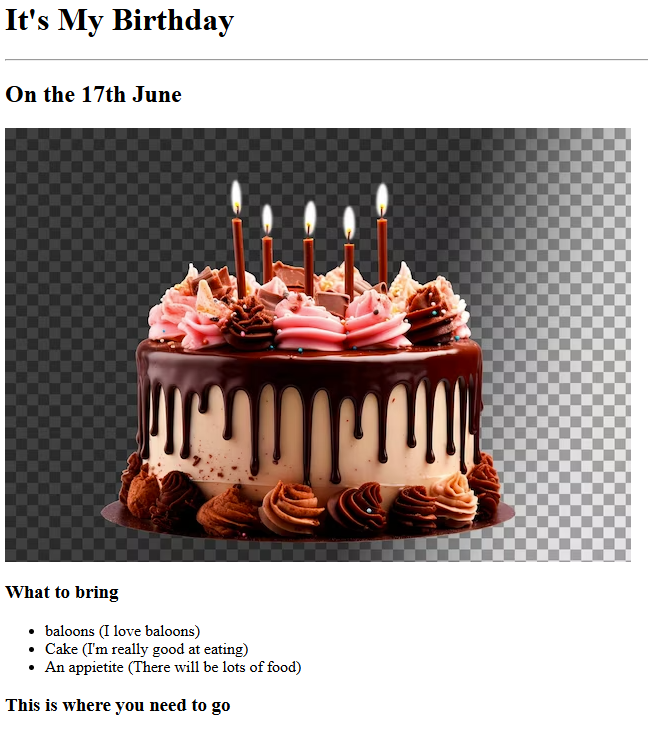 It's My Birthday
On the 17th June
What to bring
baloons (I love baloons)
Cake (I'm really good at eating)
An appietite (There will be lots of food)
This is where you need to go